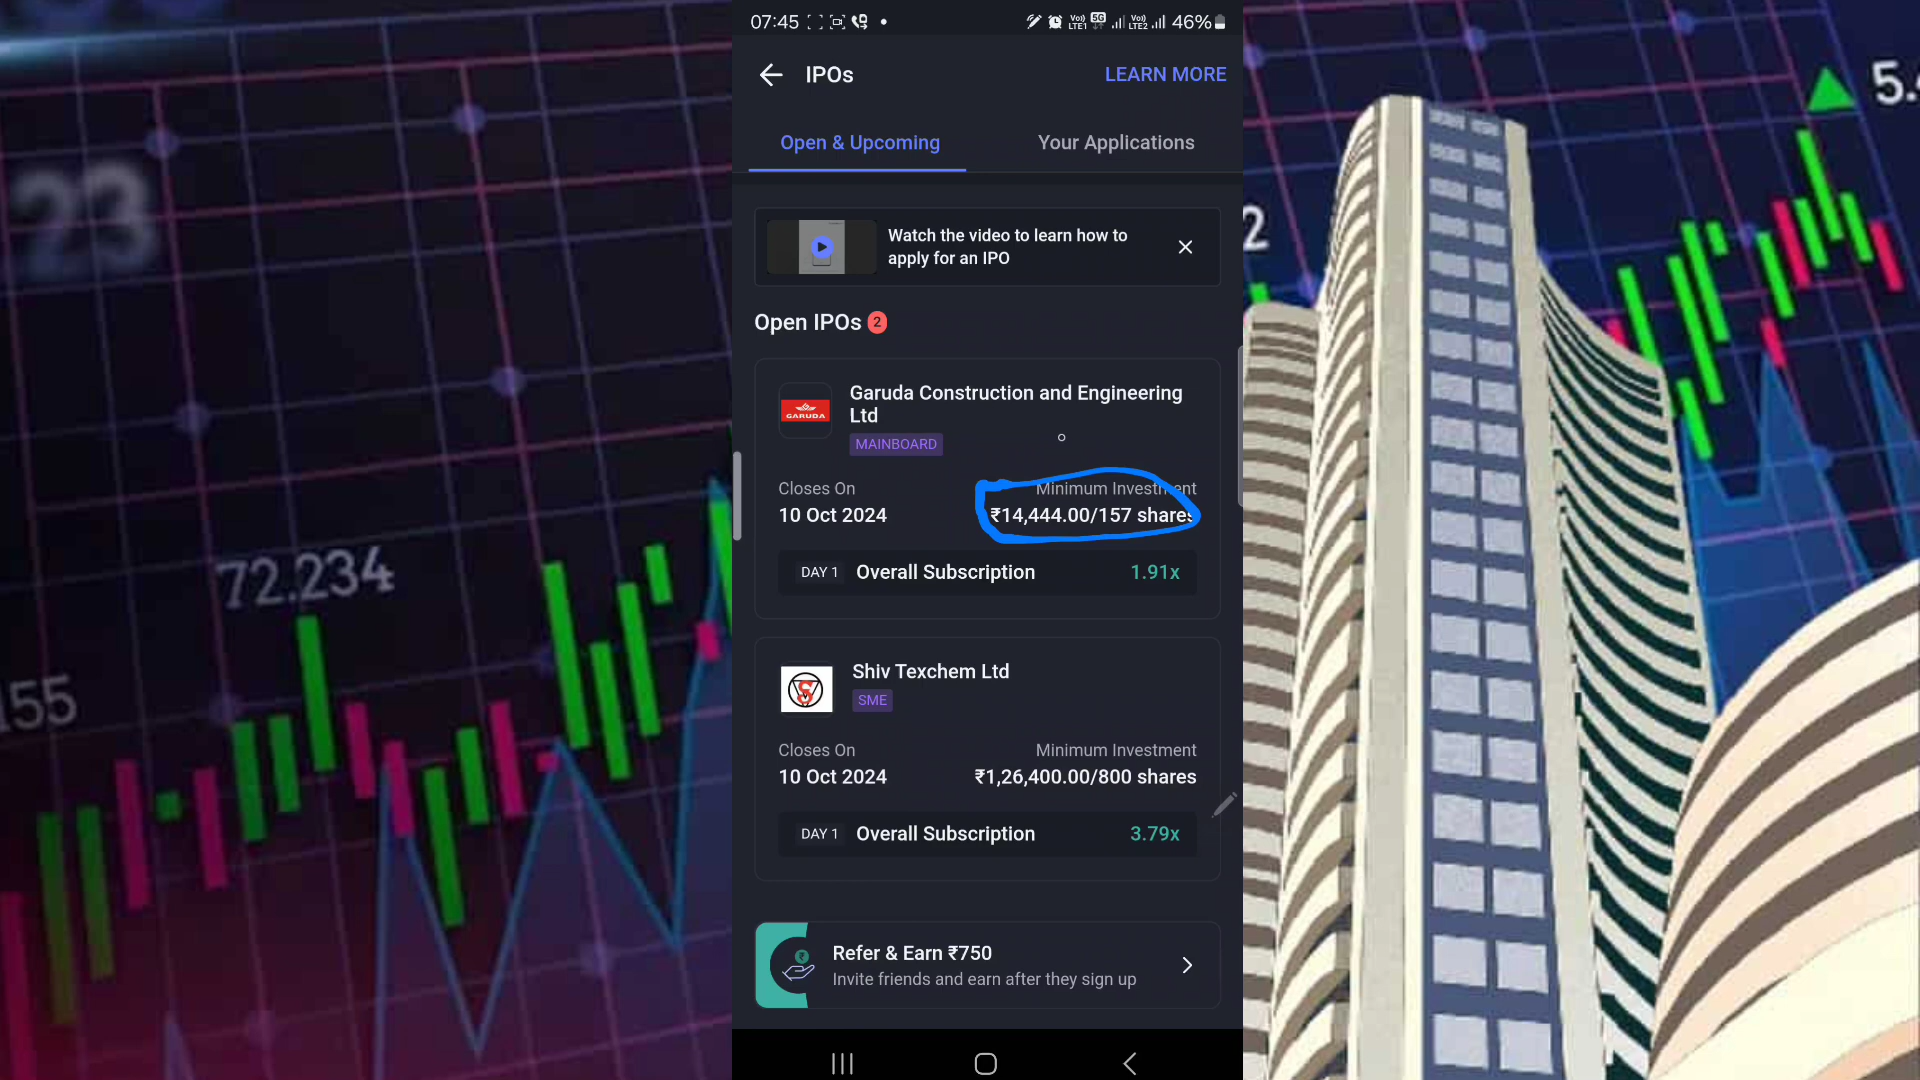 07:45
46%
IPOs
LEARN MORE
Open & Upcoming
Your Applications
Watch the video to learn how to
apply for an IPO
Open IPOs 2
GARUDA
Garuda Construction and Engineering
Ltd
MAINBOARD
Closes On
Minimum Investment
10 Oct 2024
₹14,444.00/157 shares
DAY 1 Overall Subscription 1.91x
Shiv Texchem Ltd
SME
Closes On
Minimum Investment
10 Oct 2024
₹1,26,400.00/800 shares
DAY 1 Overall Subscription 3.79x
Refer & Earn ₹750
Invite friends and earn after they sign up
23
72.234
155
2
5.